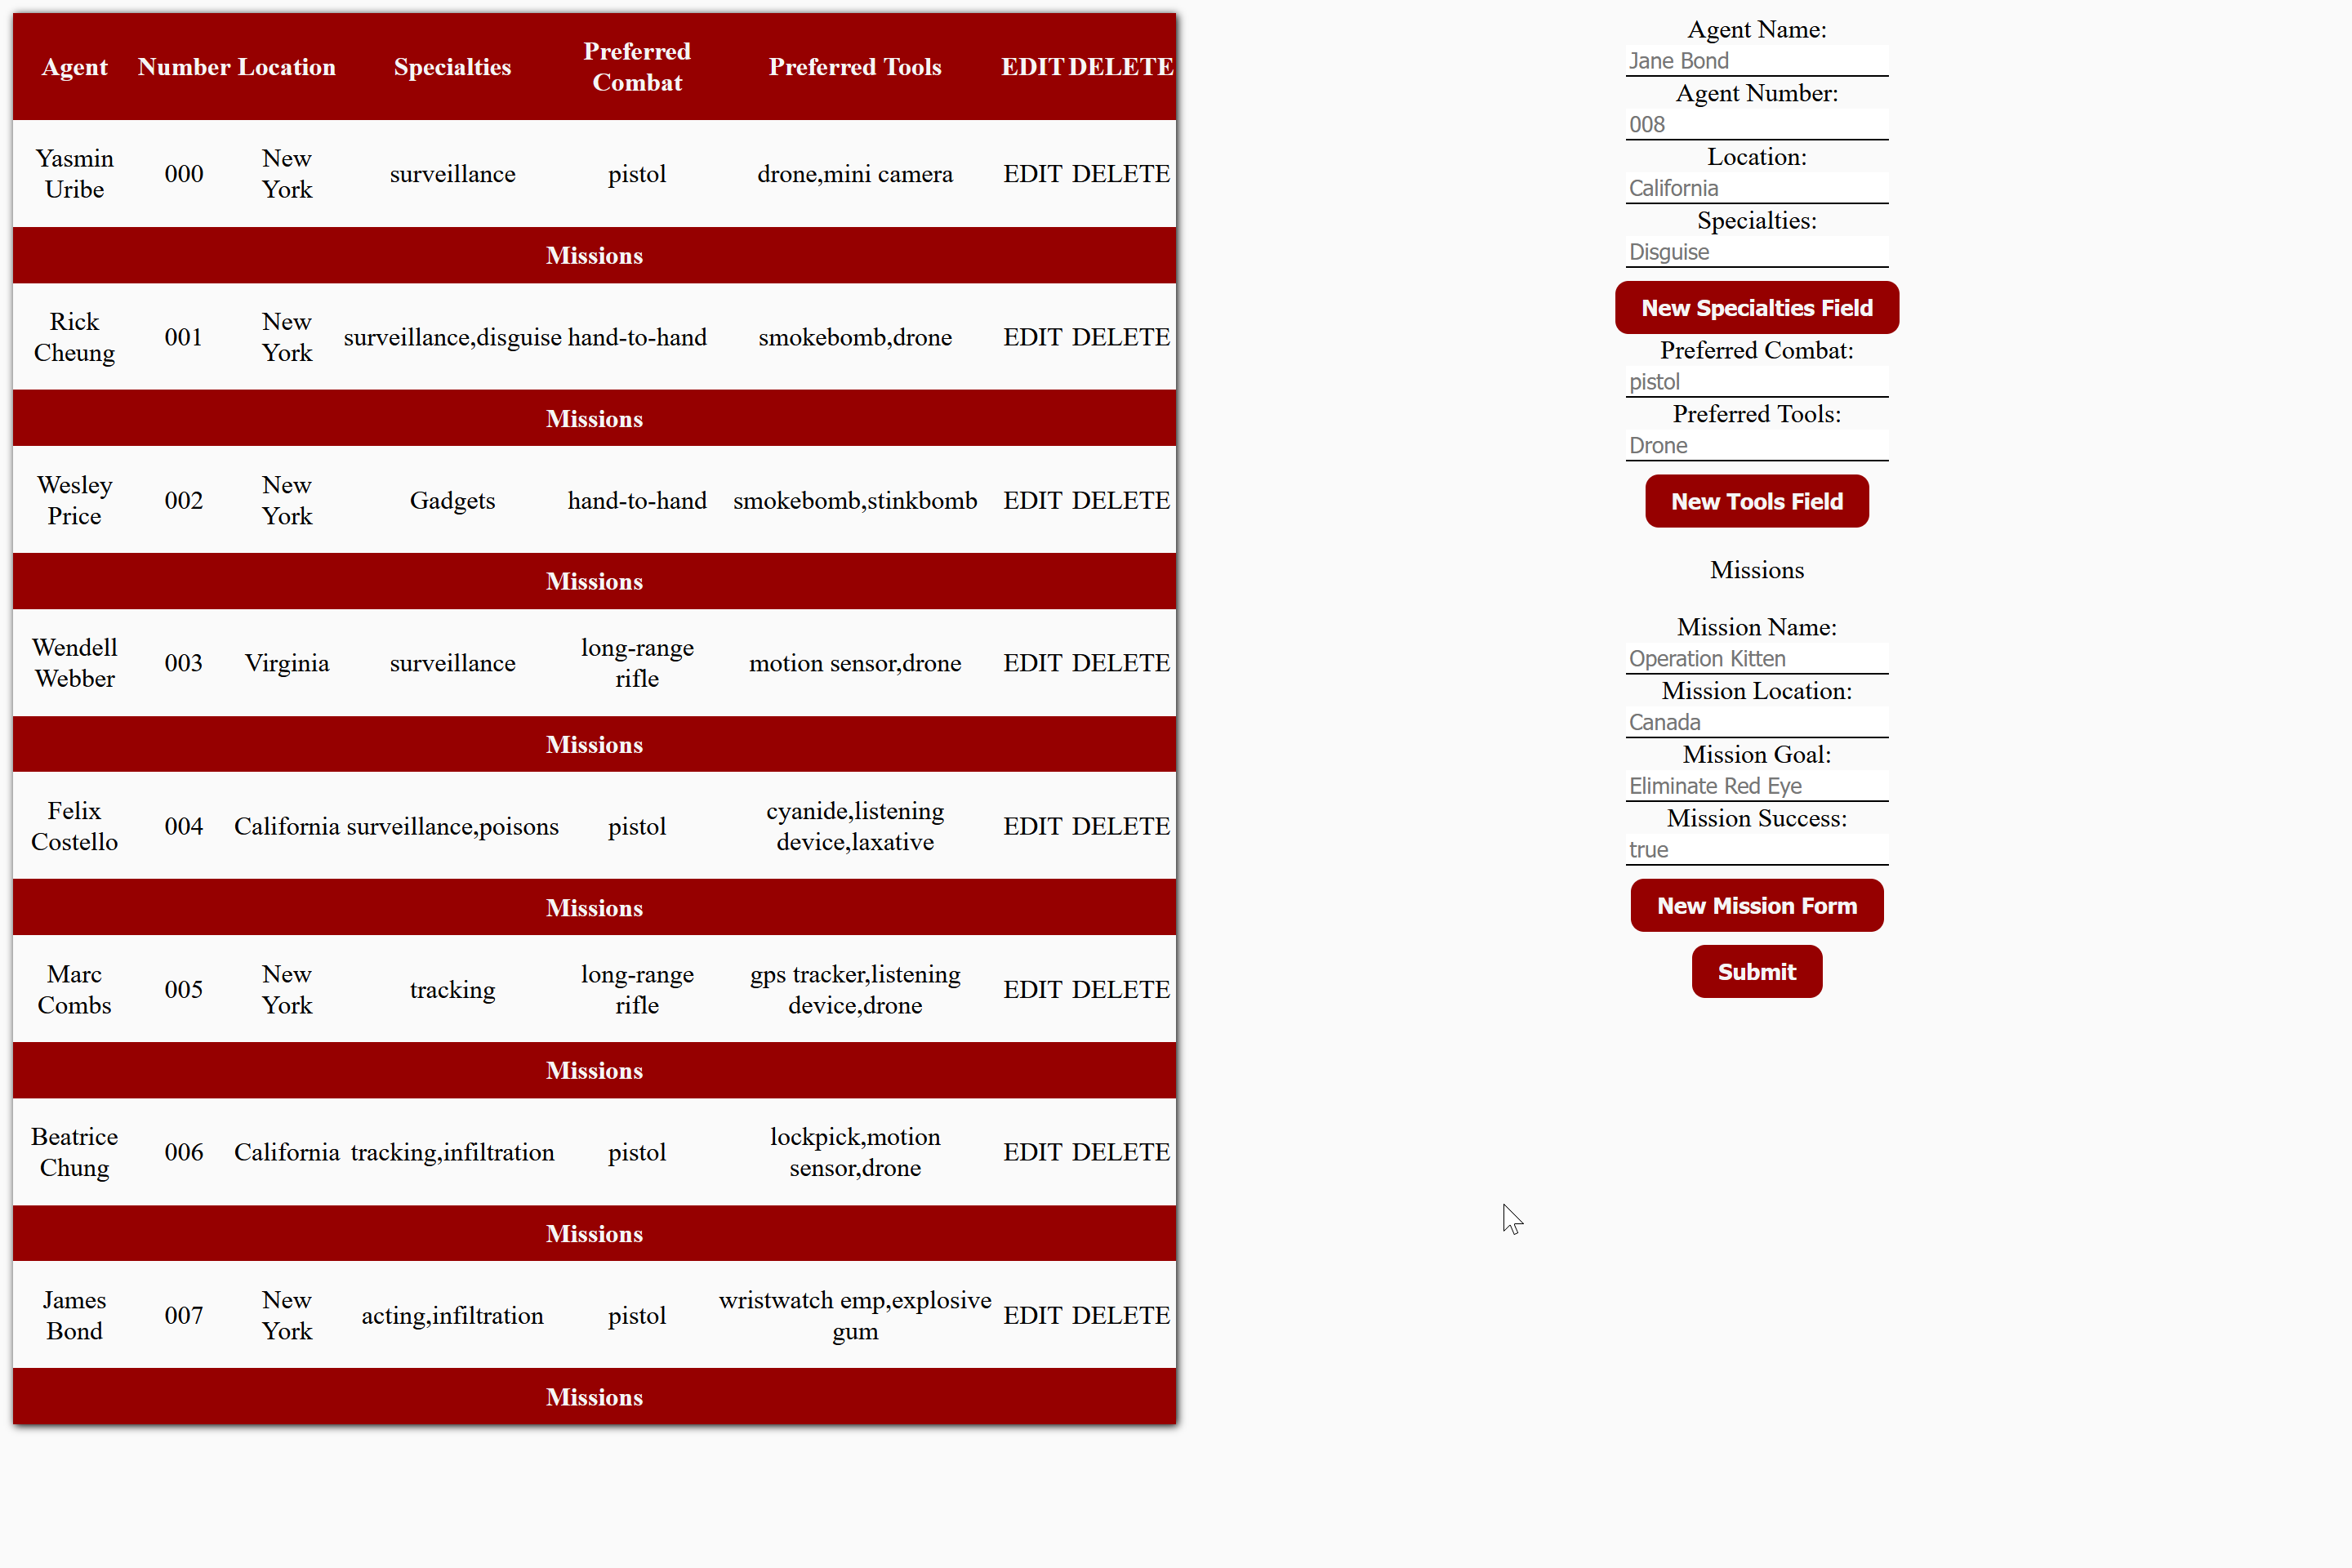 Agent Number Location Specialties Preferred Combat Preferred Tools EDIT DELETE
Yasmin Uribe 000 New York surveillance pistol drone,mini camera EDIT DELETE
Missions
Rick Cheung 001 New York surveillance,disguise hand-to-hand smokebomb,drone EDIT DELETE
Missions
Wesley Price 002 New York Gadgets hand-to-hand smokebomb,stinkbomb EDIT DELETE
Missions
Wendell Webber 003 Virginia surveillance long-range rifle motion sensor,drone EDIT DELETE
Missions
Felix Costello 004 California surveillance,poisons pistol cyanide,listening device,laxative EDIT DELETE
Missions
Marc Combs 005 New York tracking long-range rifle gps tracker,listening device,drone EDIT DELETE
Missions
Beatrice Chung 006 California tracking,infiltration pistol lockpick,motion sensor,drone EDIT DELETE
Missions
James Bond 007 New York acting,infiltration pistol wristwatch emp,explosive gum EDIT DELETE
Missions
Agent Name:
Jane Bond
Agent Number:
008
Location:
California
Specialties:
Disguise
New Specialties Field
Preferred Combat:
pistol
Preferred Tools:
Drone
New Tools Field
Missions
Mission Name:
Operation Kitten
Mission Location:
Canada
Mission Goal:
Eliminate Red Eye
Mission Success:
true
New Mission Form
Submit